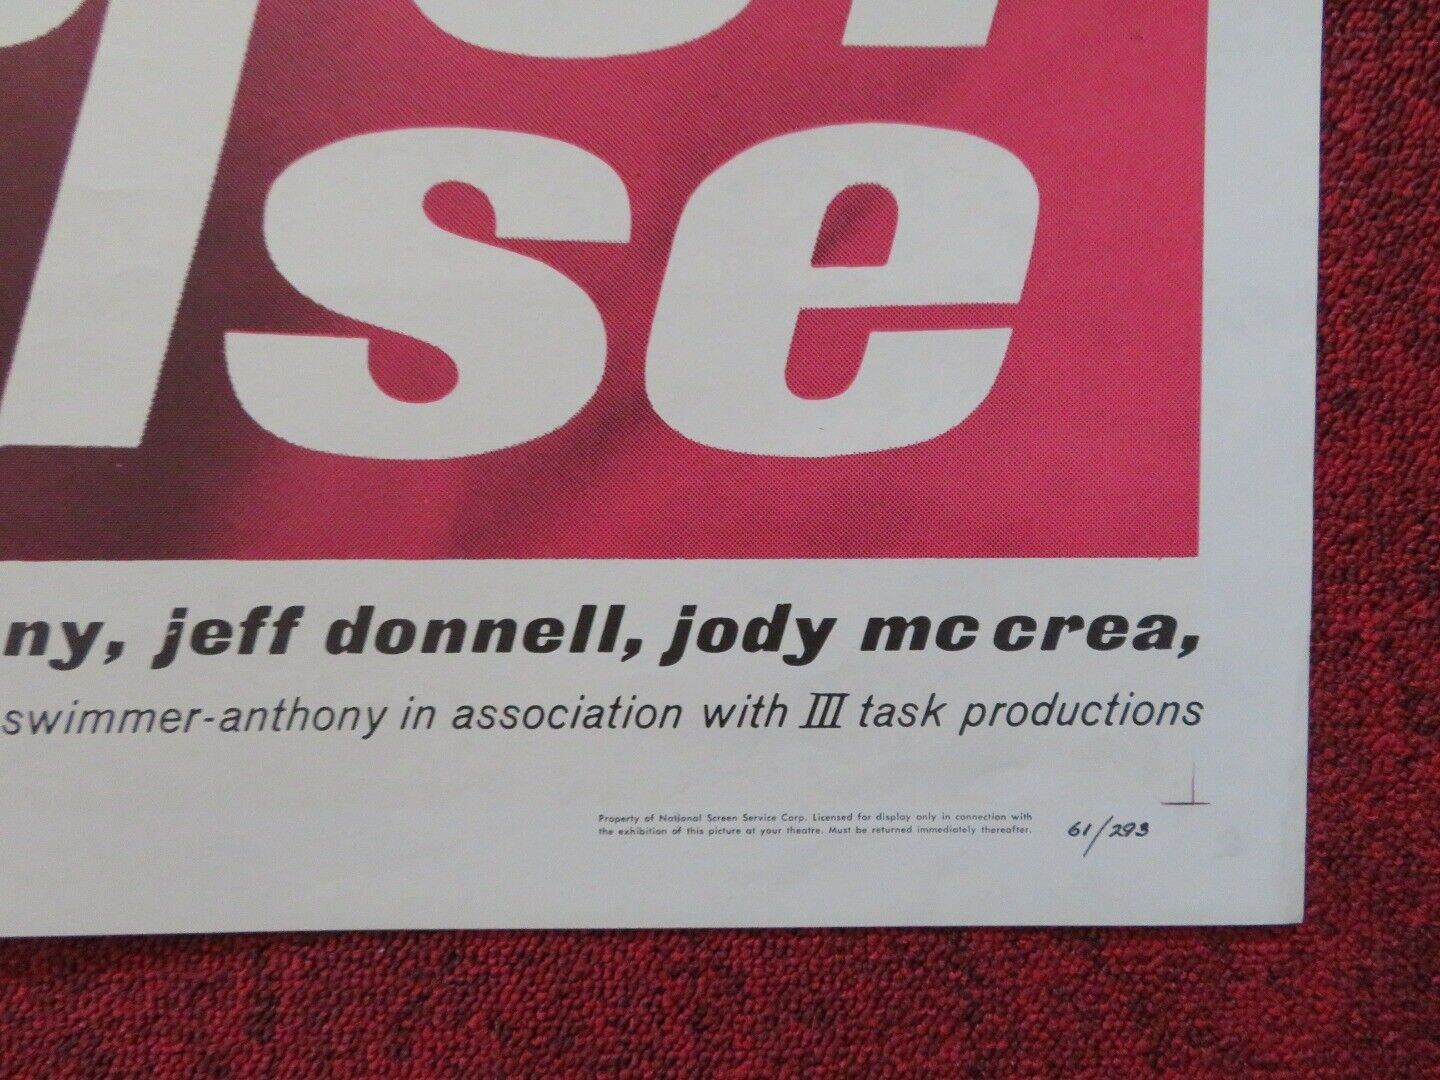 lse
ny, jeff donnell, jody mc crea,
swimmer-anthony in association with III task productions
Property of National Screen Service Corp. Licensed for display only in connection with
the exhibition of this picture at your theatre. Must be returned immediately thereafter.
61/293